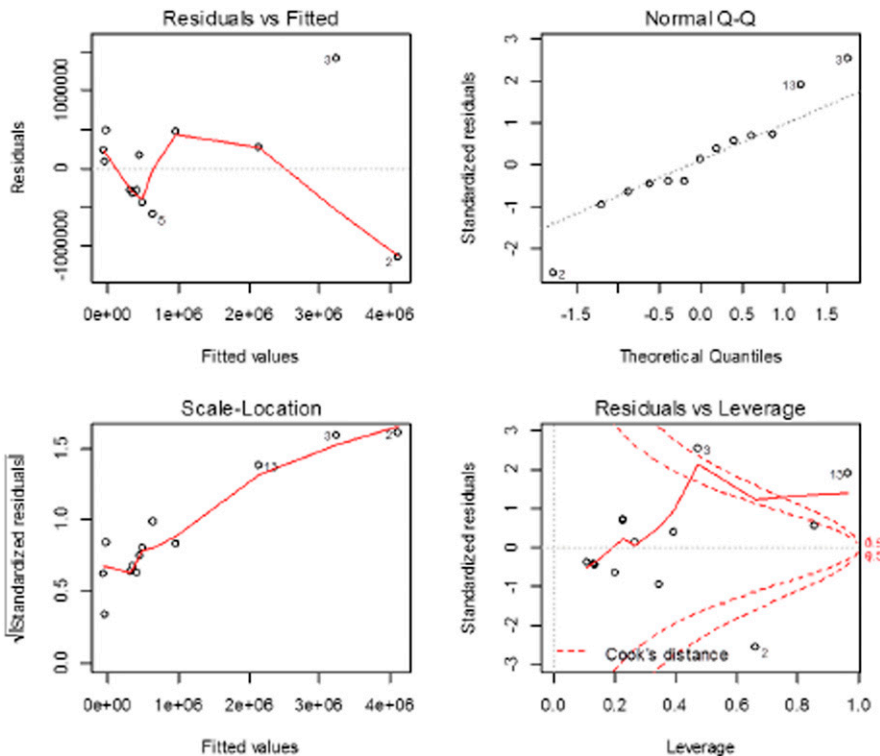 Residuals vs Fitted
Residuals
1000000
0
-1000000
3
5
2
0e+00 1e+06 2e+06 3e+06 4e+06
Fitted values
Normal Q-Q
Standardized residuals
3
2
1
0
-1
-2
3
13
2
-1.5 -0.5 0.0 0.5 1.0 1.5
Theoretical Quantiles
Scale-Location
√|Standardized residuals|
1.5
1.0
0.5
0.0
13
3
2
0e+00 1e+06 2e+06 3e+06 4e+06
Fitted values
Residuals vs Leverage
Standardized residuals
3
2
1
0
-1
-2
-3
3
13
2
Cook's distance
0.0 0.2 0.4 0.6 0.8 1.0
Leverage